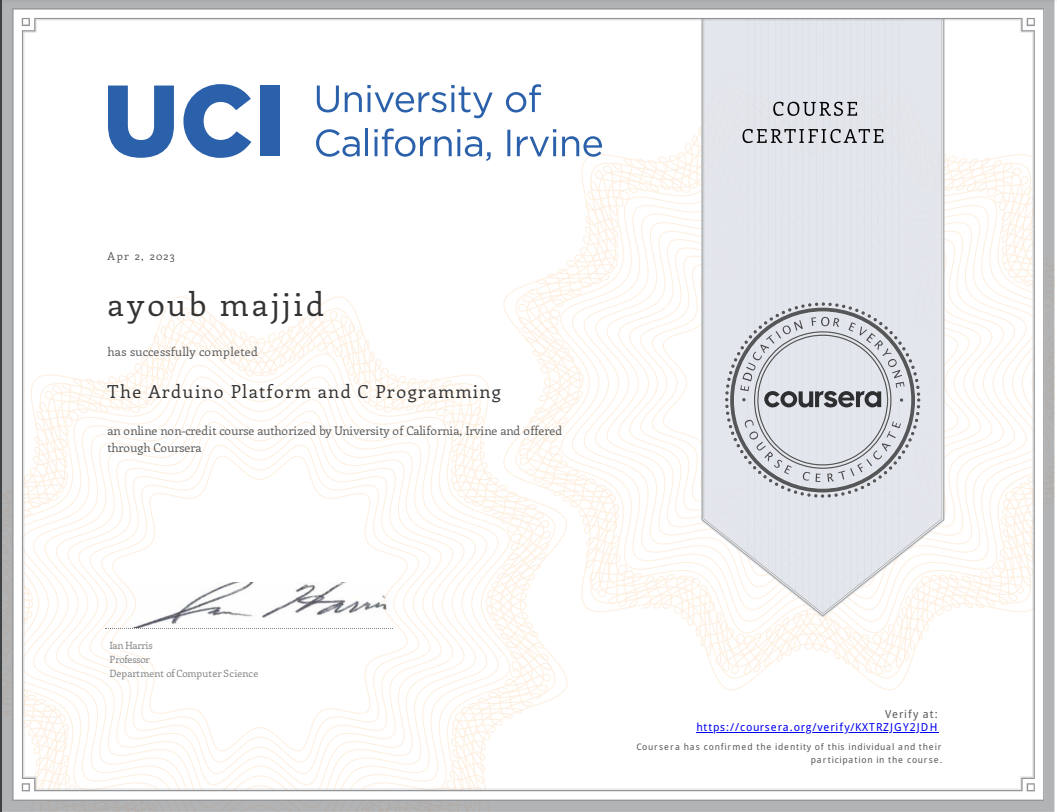 UCI
University of
California, Irvine
COURSE
CERTIFICATE
Apr 2, 2023
ayoub majjid
has successfully completed
The Arduino Platform and C Programming
an online non-credit course authorized by University of California, Irvine and offered
through Coursera
EDUCATION FOR EVERYONE
coursera
COURSE CERTIFICATE
Ian Harris
Ian Harris
Professor
Department of Computer Science
Verify at:
https://coursera.org/verify/KXTRZJGY2JDH
Coursera has confirmed the identity of this individual and their
participation in the course.